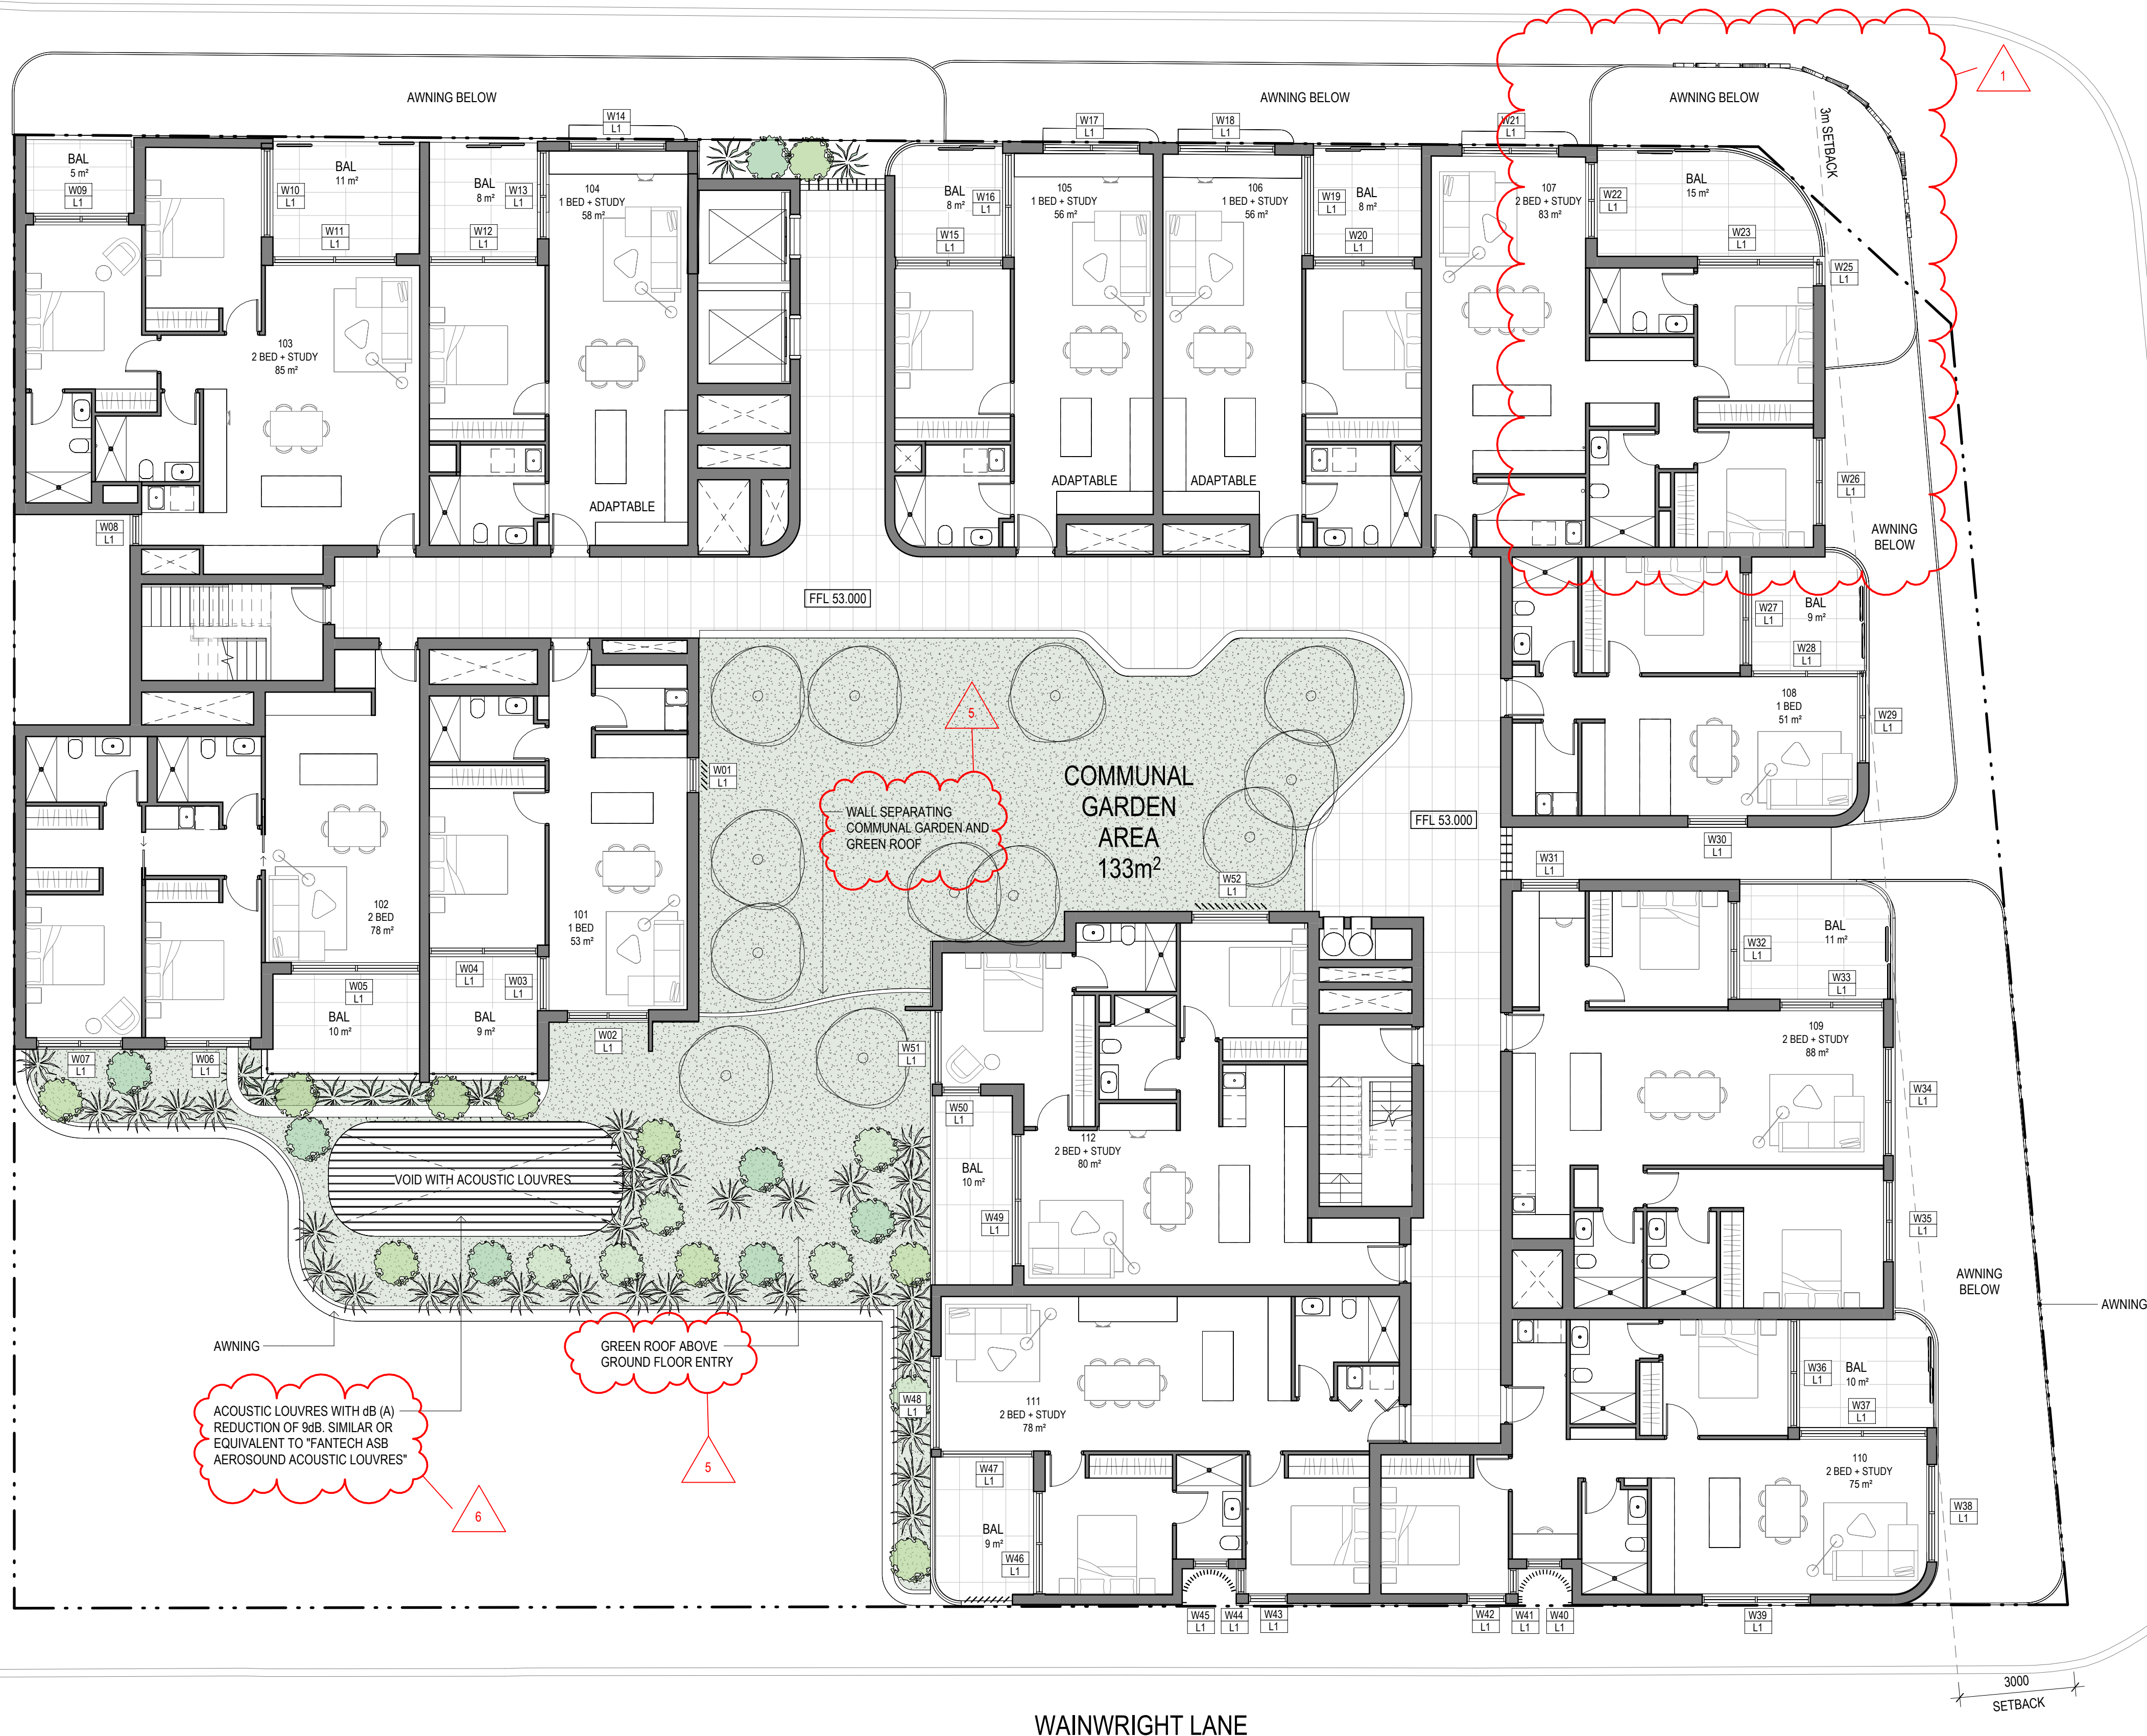 AWNING BELOW
AWNING BELOW
AWNING BELOW
1
3m SETBACK
W14
L1
W17
L1
W18
L1
W21
L1
BAL
5 m²
W09
L1
W10
L1
BAL
11 m²
W11
L1
BAL
8 m²
W13
L1
W12
L1
104
1 BED + STUDY
58 m²
BAL
8 m²
W16
L1
W15
L1
105
1 BED + STUDY
56 m²
106
1 BED + STUDY
56 m²
W19
L1
BAL
8 m²
W20
L1
107
2 BED + STUDY
83 m²
W22
L1
BAL
15 m²
W23
L1
W25
L1
103
2 BED + STUDY
85 m²
ADAPTABLE
ADAPTABLE
ADAPTABLE
W26
L1
W08
L1
AWNING
BELOW
FFL 53.000
W27
L1
BAL
9 m²
W28
L1
108
1 BED
51 m²
W29
L1
5
W01
L1
COMMUNAL
GARDEN
AREA
133m²
WALL SEPARATING
COMMUNAL GARDEN AND
GREEN ROOF
FFL 53.000
W30
L1
W31
L1
W52
L1
102
2 BED
78 m²
101
1 BED
53 m²
W32
L1
BAL
11 m²
W33
L1
W04
L1
W03
L1
W05
L1
BAL
10 m²
BAL
9 m²
W02
L1
W07
L1
W06
L1
W51
L1
109
2 BED + STUDY
88 m²
W34
L1
W50
L1
112
2 BED + STUDY
80 m²
BAL
10 m²
W49
L1
VOID WITH ACOUSTIC LOUVRES
W35
L1
AWNING
BELOW
AWNING
AWNING
GREEN ROOF ABOVE
GROUND FLOOR ENTRY
ACOUSTIC LOUVRES WITH dB (A)
REDUCTION OF 9dB. SIMILAR OR
EQUIVALENT TO "FANTECH ASB
AEROSOUND ACOUSTIC LOUVRES"
5
6
W48
L1
111
2 BED + STUDY
78 m²
W36
L1
BAL
10 m²
W37
L1
110
2 BED + STUDY
75 m²
W38
L1
W47
L1
BAL
9 m²
W46
L1
W45
L1
W44
L1
W43
L1
W42
L1
W41
L1
W40
L1
W39
L1
3000
SETBACK
WAINWRIGHT LANE